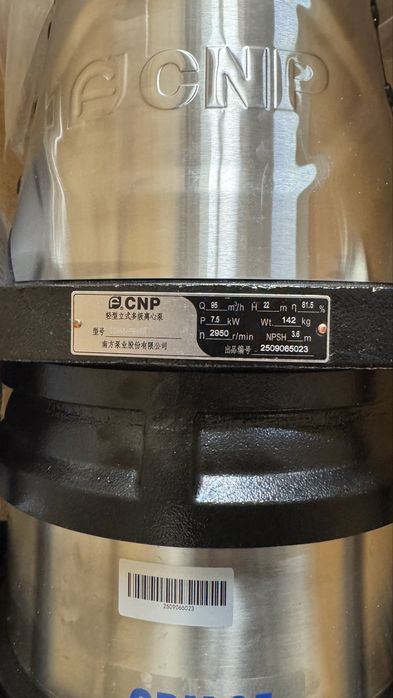 CNP
CNP
轻型立式多级离心泵
型号
南方泵业股份有限公司
Q 95 m³/h H 22 m η 81.5 %
P 7.5 kW Wt. 142 kg
n 2950 r/min NPSH 3.6 m
出品编号 2509065023
2509065023